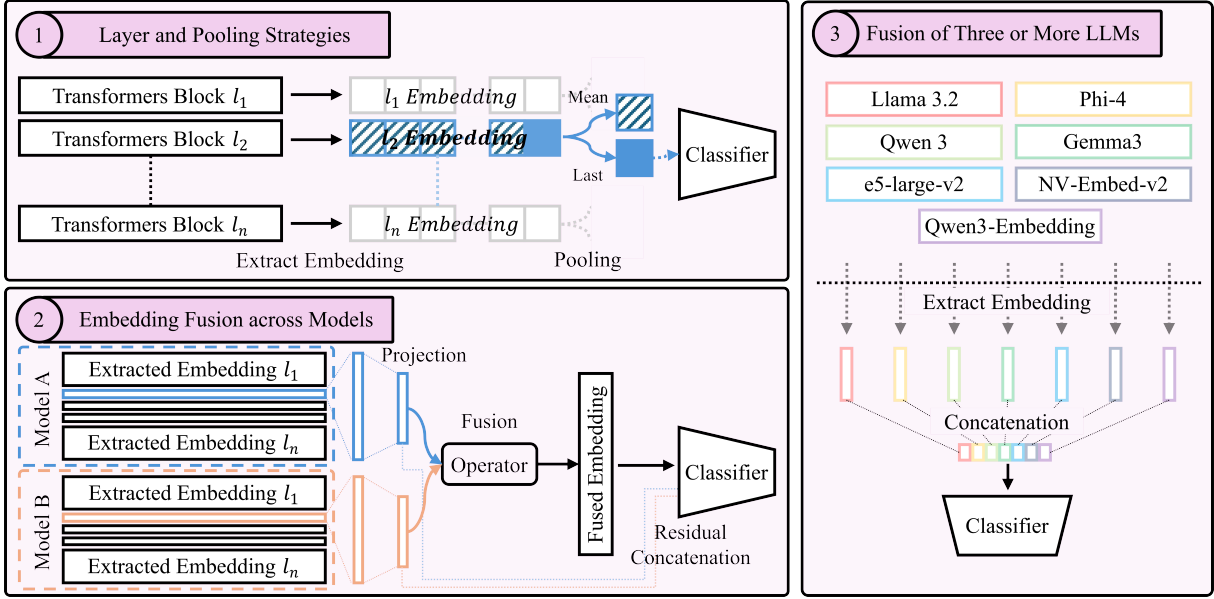 1 Layer and Pooling Strategies
Transformers Block l₁
l₁ Embedding
Mean
Transformers Block l₂
l₂ Embedding
Classifier
Last
Transformers Block lₙ
lₙ Embedding
Extract Embedding
Pooling
2 Embedding Fusion across Models
Model A
Extracted Embedding l₁
Extracted Embedding lₙ
Projection
Model B
Extracted Embedding l₁
Extracted Embedding lₙ
Fusion
Operator
Fused Embedding
Classifier
Residual
Concatenation
3 Fusion of Three or More LLMs
Llama 3.2
Phi-4
Qwen 3
Gemma3
e5-large-v2
NV-Embed-v2
Qwen3-Embedding
Extract Embedding
Concatenation
Classifier